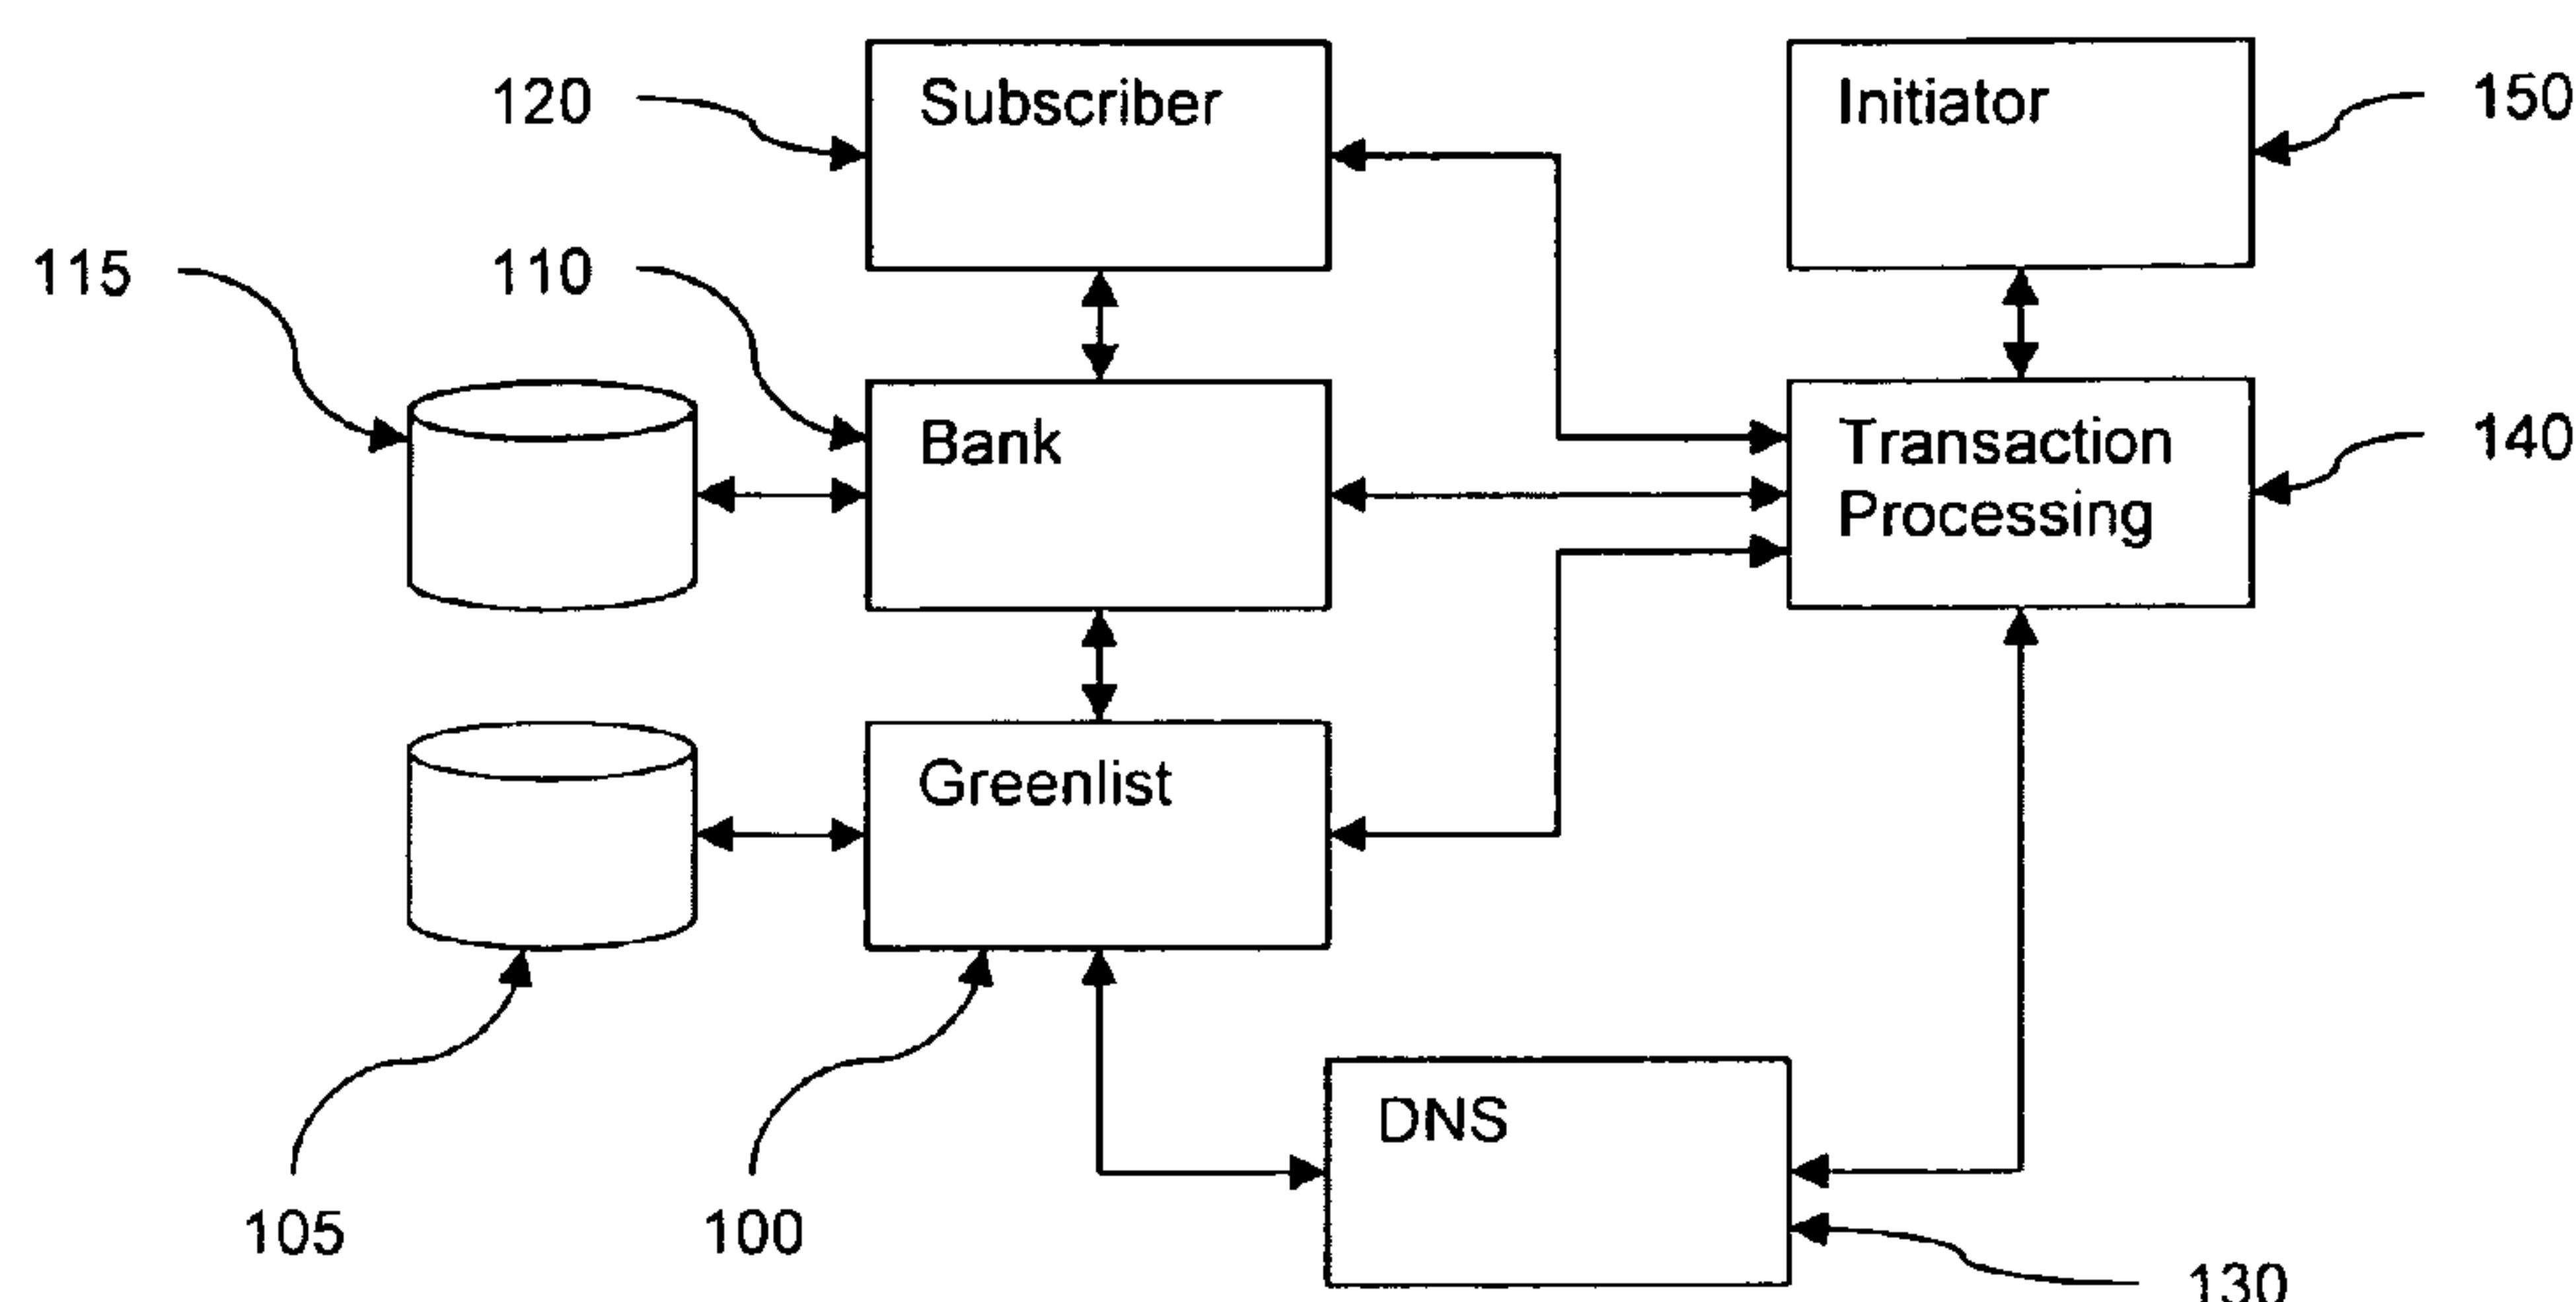 120
Subscriber
Initiator
150
115
110
Bank
Transaction
Processing
140
Greenlist
105
100
DNS
130